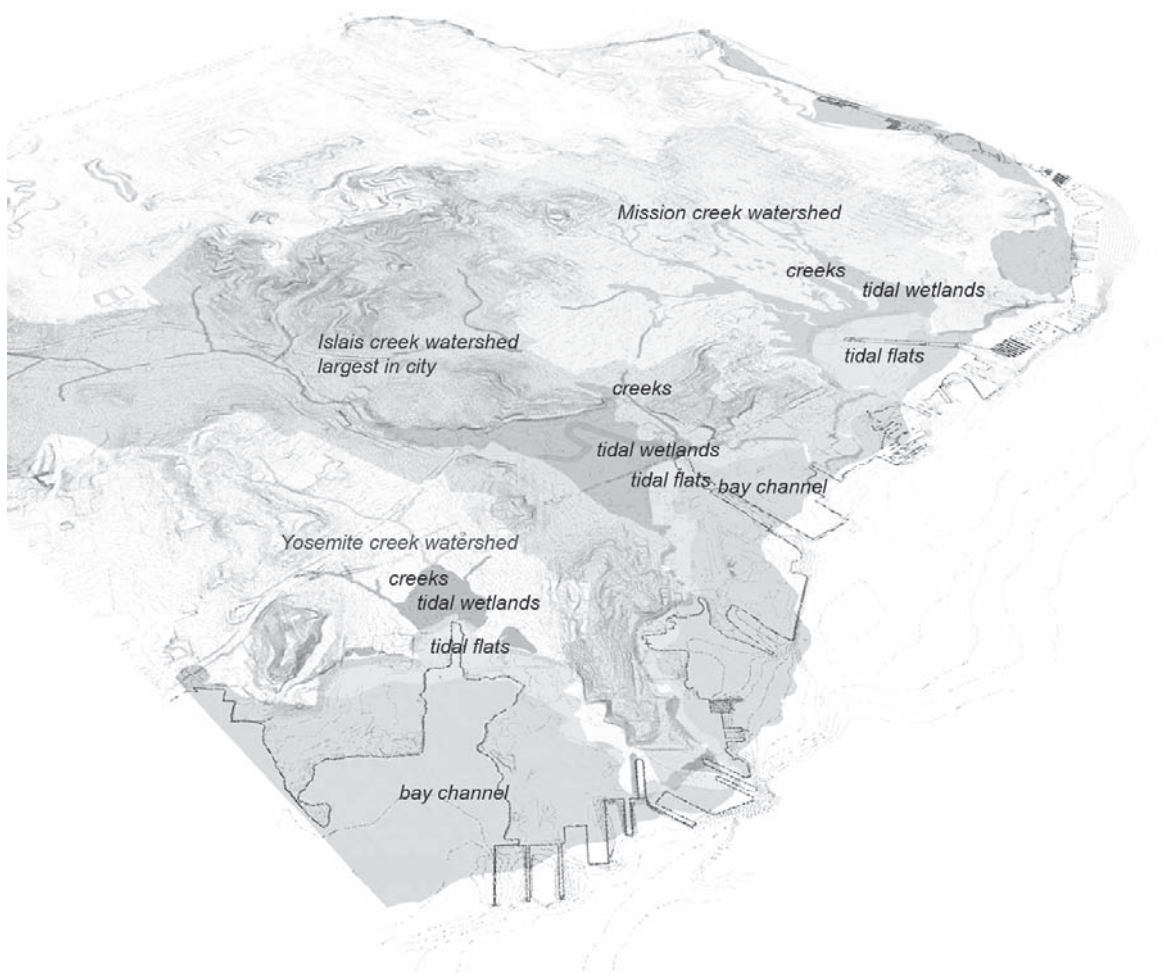 Mission creek watershed
creeks
tidal wetlands
tidal flats
Islais creek watershed
largest in city
creeks
tidal wetlands
tidal flats
bay channel
Yosemite creek watershed
creeks
tidal wetlands
tidal flats
bay channel